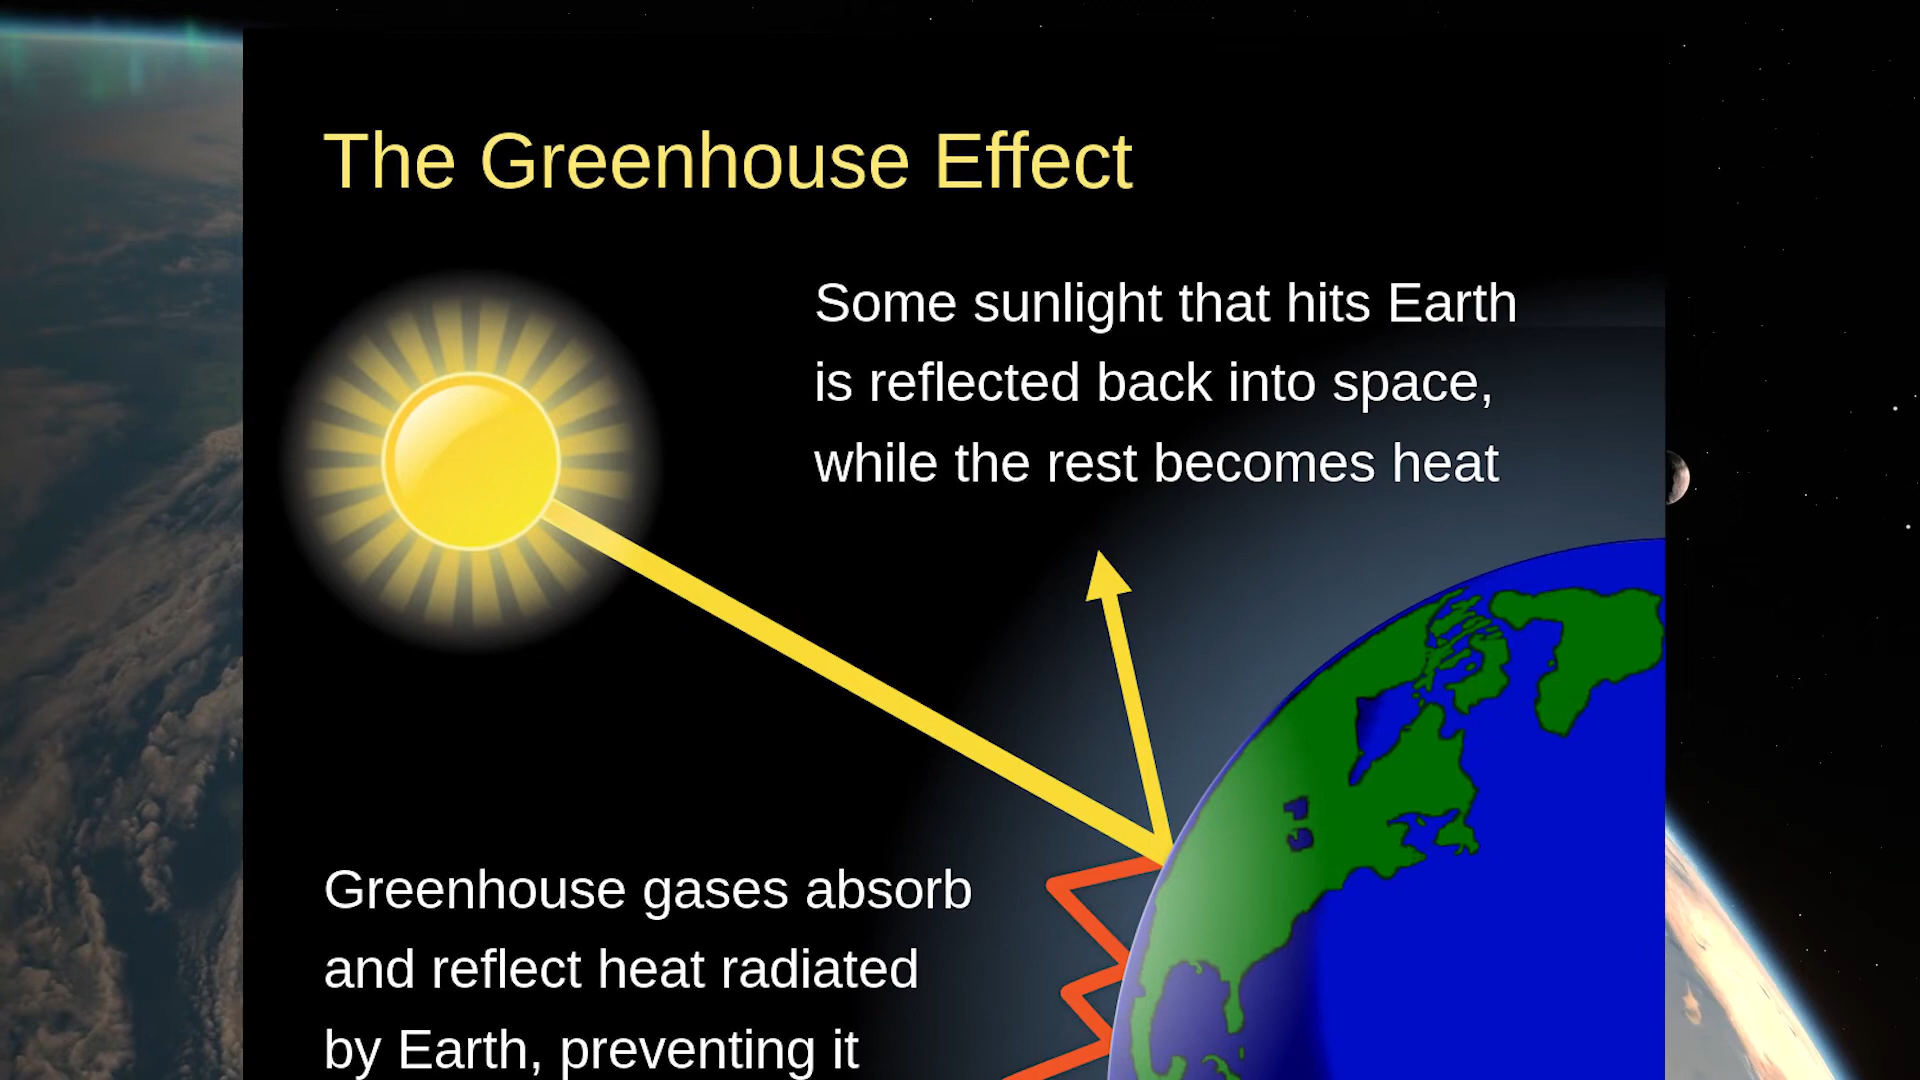 The Greenhouse Effect
Some sunlight that hits Earth
is reflected back into space,
while the rest becomes heat
Greenhouse gases absorb
and reflect heat radiated
by Earth, preventing it